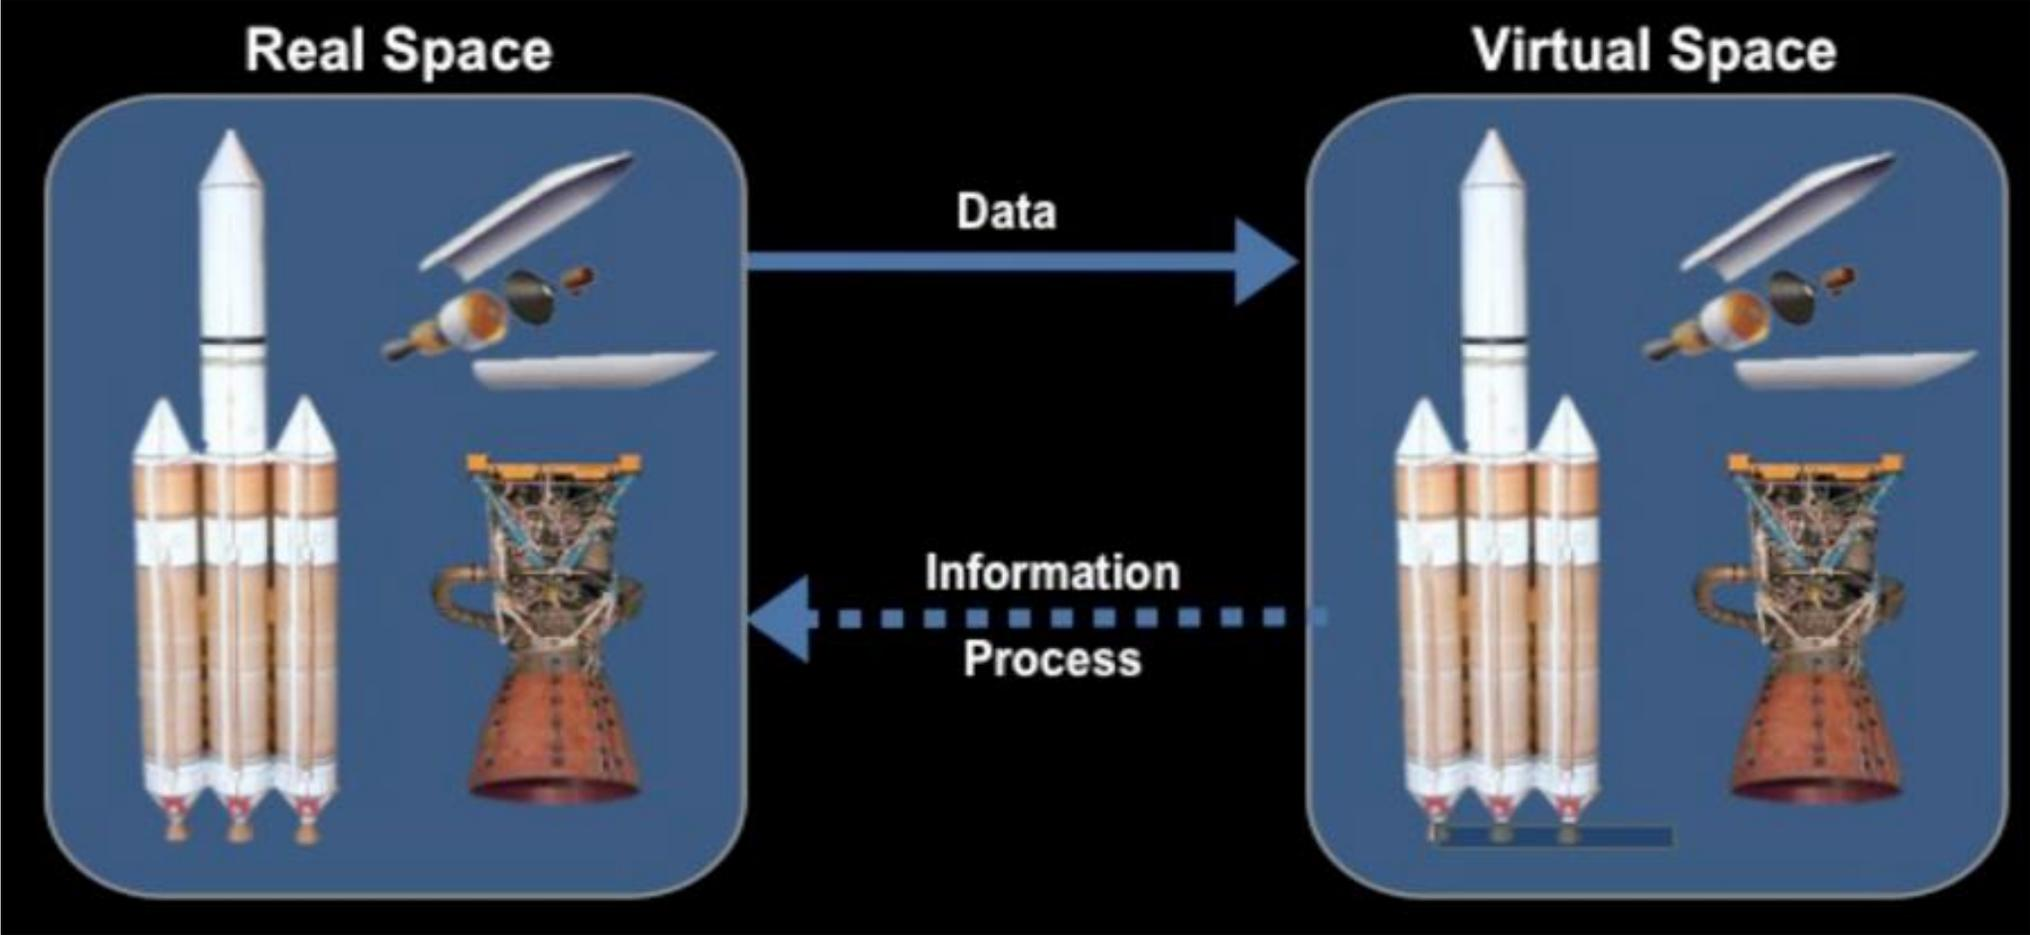 Real Space
Virtual Space
Data
Information
Process